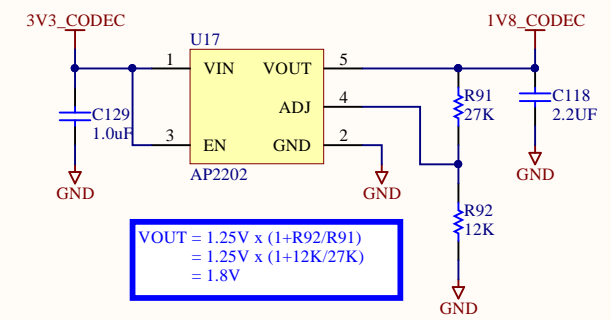 3V3_CODEC
1V8_CODEC
U17
1 VIN VOUT 5
ADJ 4
3 EN GND 2
AP2202
C129
1.0uF
GND
GND
R91
27K
C118
2.2UF
GND
R92
12K
GND
VOUT = 1.25V x (1+R92/R91)
= 1.25V x (1+12K/27K)
= 1.8V